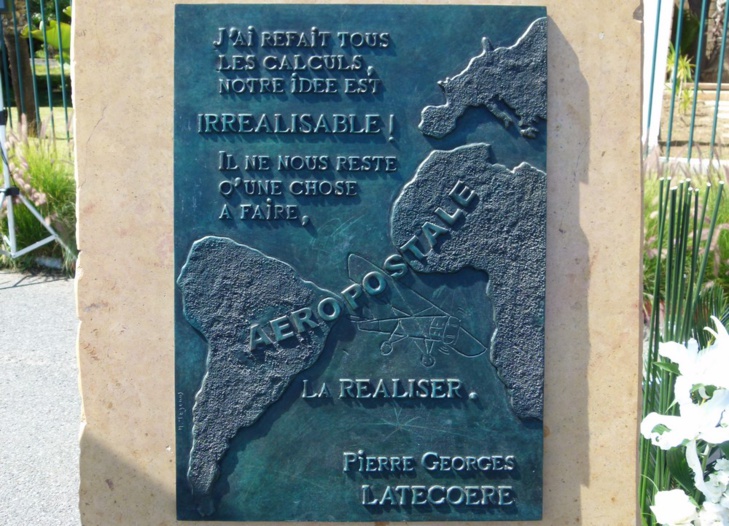 J'AI REFAIT TOUS
LES CALCULS,
NOTRE IDEE EST
IRREALISABLE!
IL NE NOUS RESTE
Q'UNE CHOSE
A FAIRE,
AEROPOSTALE
LA REALISER.
PIERRE GEORGES
LATECOERE